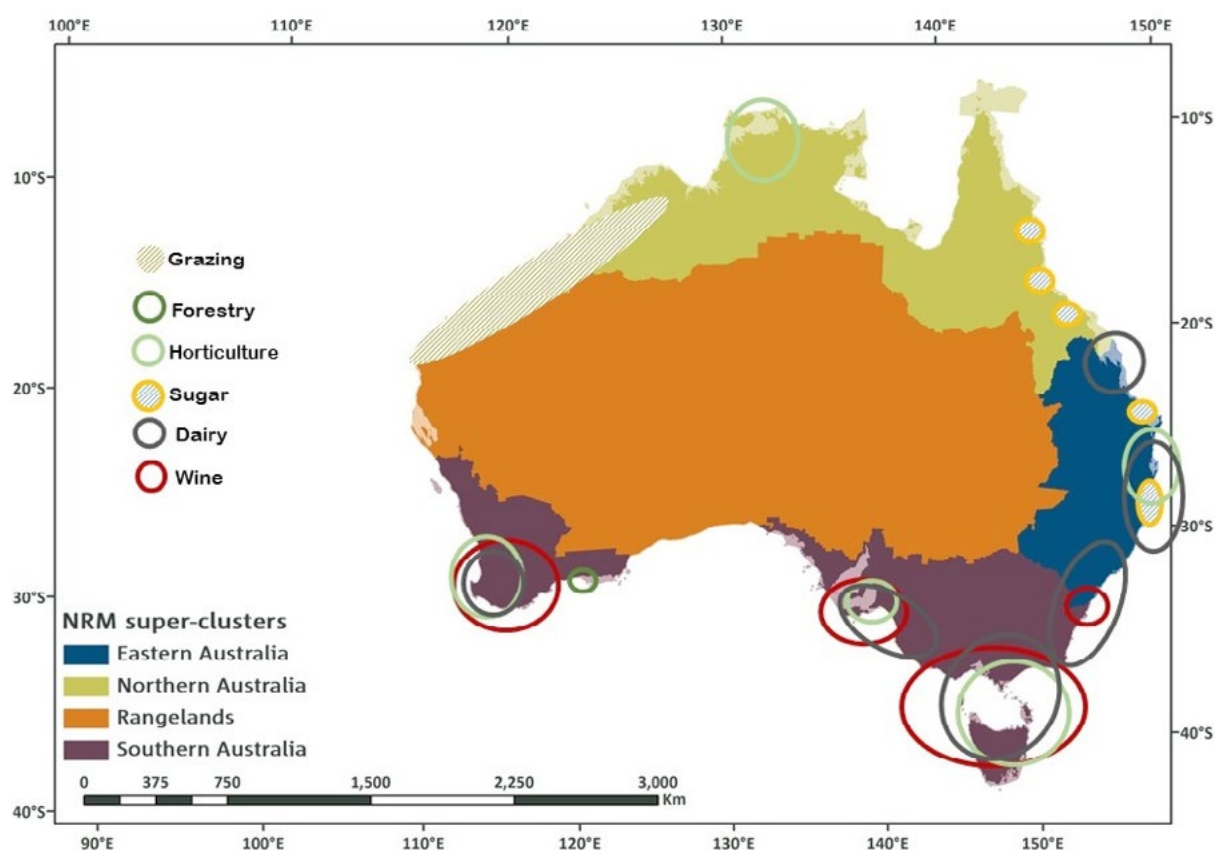 100°E 110°E 120°E 130°E 140°E 150°E
10°S
10°S
Grazing
Forestry
20°S
Horticulture
20°S
Sugar
Dairy
Wine
30°S
30°S
NRM super-clusters
Eastern Australia
Northern Australia
Rangelands
40°S
Southern Australia
0 375 750 1,500 2,250 3,000
Km
40°S
90°E 100°E 110°E 120°E 130°E 140°E 150°E